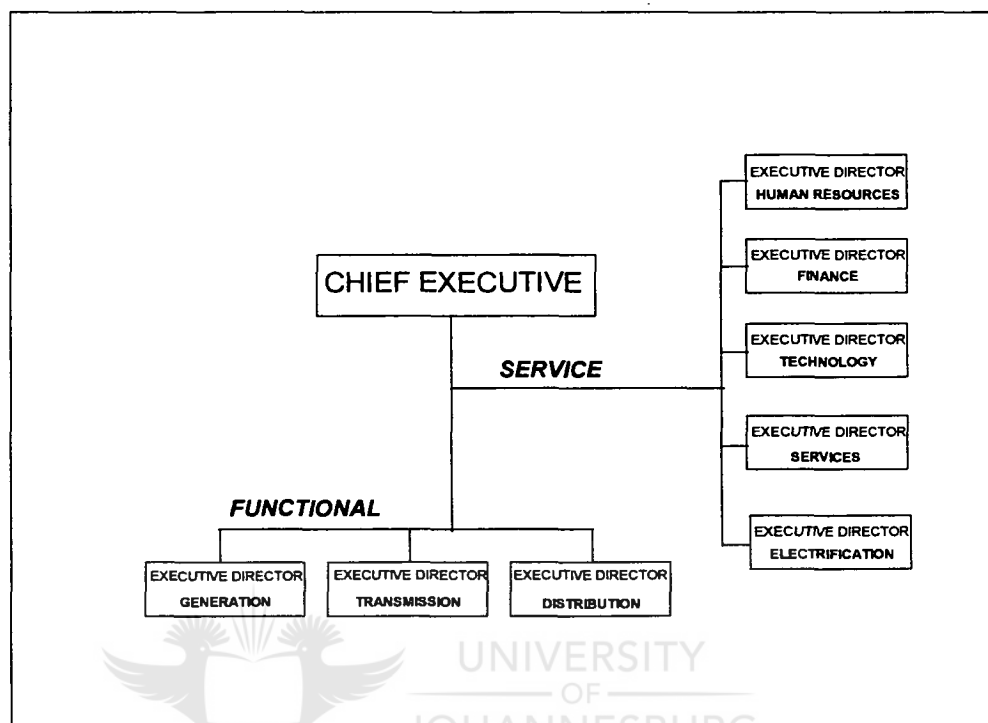 EXECUTIVE DIRECTOR
HUMAN RESOURCES
EXECUTIVE DIRECTOR
FINANCE
CHIEF EXECUTIVE
EXECUTIVE DIRECTOR
TECHNOLOGY
SERVICE
EXECUTIVE DIRECTOR
SERVICES
FUNCTIONAL
EXECUTIVE DIRECTOR
ELECTRIFICATION
EXECUTIVE DIRECTOR
GENERATION
EXECUTIVE DIRECTOR
TRANSMISSION
EXECUTIVE DIRECTOR
DISTRIBUTION
UNIVERSITY
OF
JOHANNESBURG